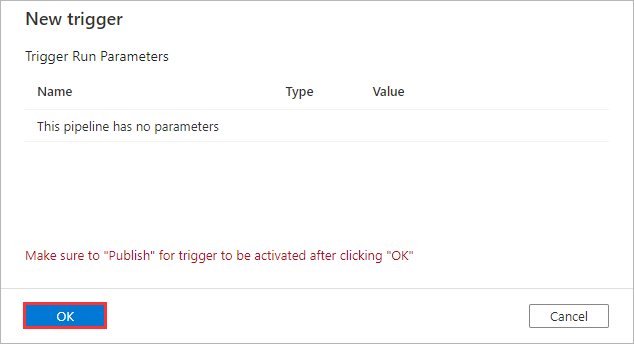 New trigger
Trigger Run Parameters
Name Type Value
This pipeline has no parameters
Make sure to "Publish" for trigger to be activated after clicking "OK"
OK Cancel